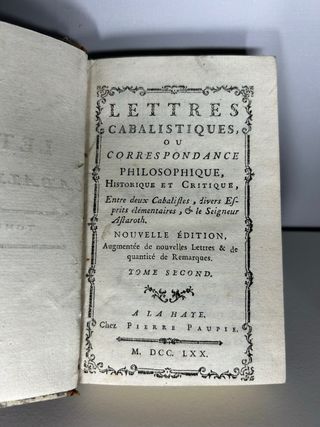 LETTRES
CABALISTIQUES,
OU
CORRESPONDANCE
PHILOSOPHIQUE,
HISTORIQUE ET CRITIQUE,
Entre deux Cabalistes, divers Es-
prits élémentaires, & le Seigneur
Astaroth.
NOUVELLE ÉDITION,
Augmentée de nouvelles Lettres & de
quantité de Remarques.
TOME SECOND.
A LA HAYE,
Chez PIERRE PAUPIE.
M. DCC. LXX.